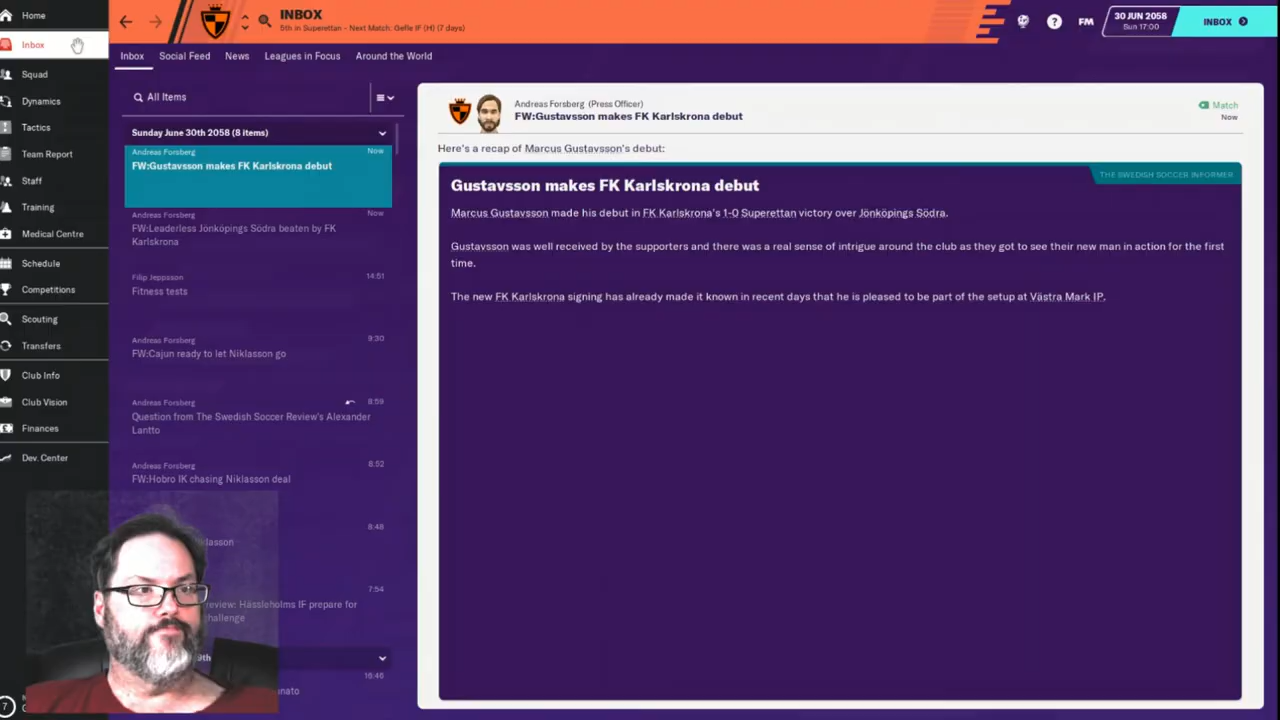 Home
Inbox
Squad
Dynamics
Tactics
Team Report
Staff
Training
Medical Centre
Schedule
Competitions
Scouting
Transfers
Club Info
Club Vision
Finances
Dev. Center
INBOX
5th in Superettan - Next Match: Gefle IF (H) (7 days)
FM
30 JUN 2058
Sun 17:00
INBOX
Inbox
Social Feed
News
Leagues in Focus
Around the World
All Items
Sunday June 30th 2058 (8 items)
Andreas Forsberg
Now
FW:Gustavsson makes FK Karlskrona debut
Andreas Forsberg
Now
FW:Leaderless Jönköpings Södra beaten by FK
Karlskrona
Filip Jeppsson
14:51
Fitness tests
Andreas Forsberg
9:30
FW:Cajun ready to let Niklasson go
Andreas Forsberg
8:59
Question from The Swedish Soccer Review's Alexander
Lantto
Andreas Forsberg
8:52
FW:Hobro IK chasing Niklasson deal
8:48
lasson
7:54
review: Hässleholms IF prepare for
hallenge
9th
16:46
nato
Andreas Forsberg (Press Officer)
FW:Gustavsson makes FK Karlskrona debut
Match
Now
Here's a recap of Marcus Gustavsson's debut:
THE SWEDISH SOCCER INFORMER
Gustavsson makes FK Karlskrona debut
Marcus Gustavsson made his debut in FK Karlskrona's 1-0 Superettan victory over Jönköpings Södra.
Gustavsson was well received by the supporters and there was a real sense of intrigue around the club as they got to see their new man in action for the first
time.
The new FK Karlskrona signing has already made it known in recent days that he is pleased to be part of the setup at Västra Mark IP.